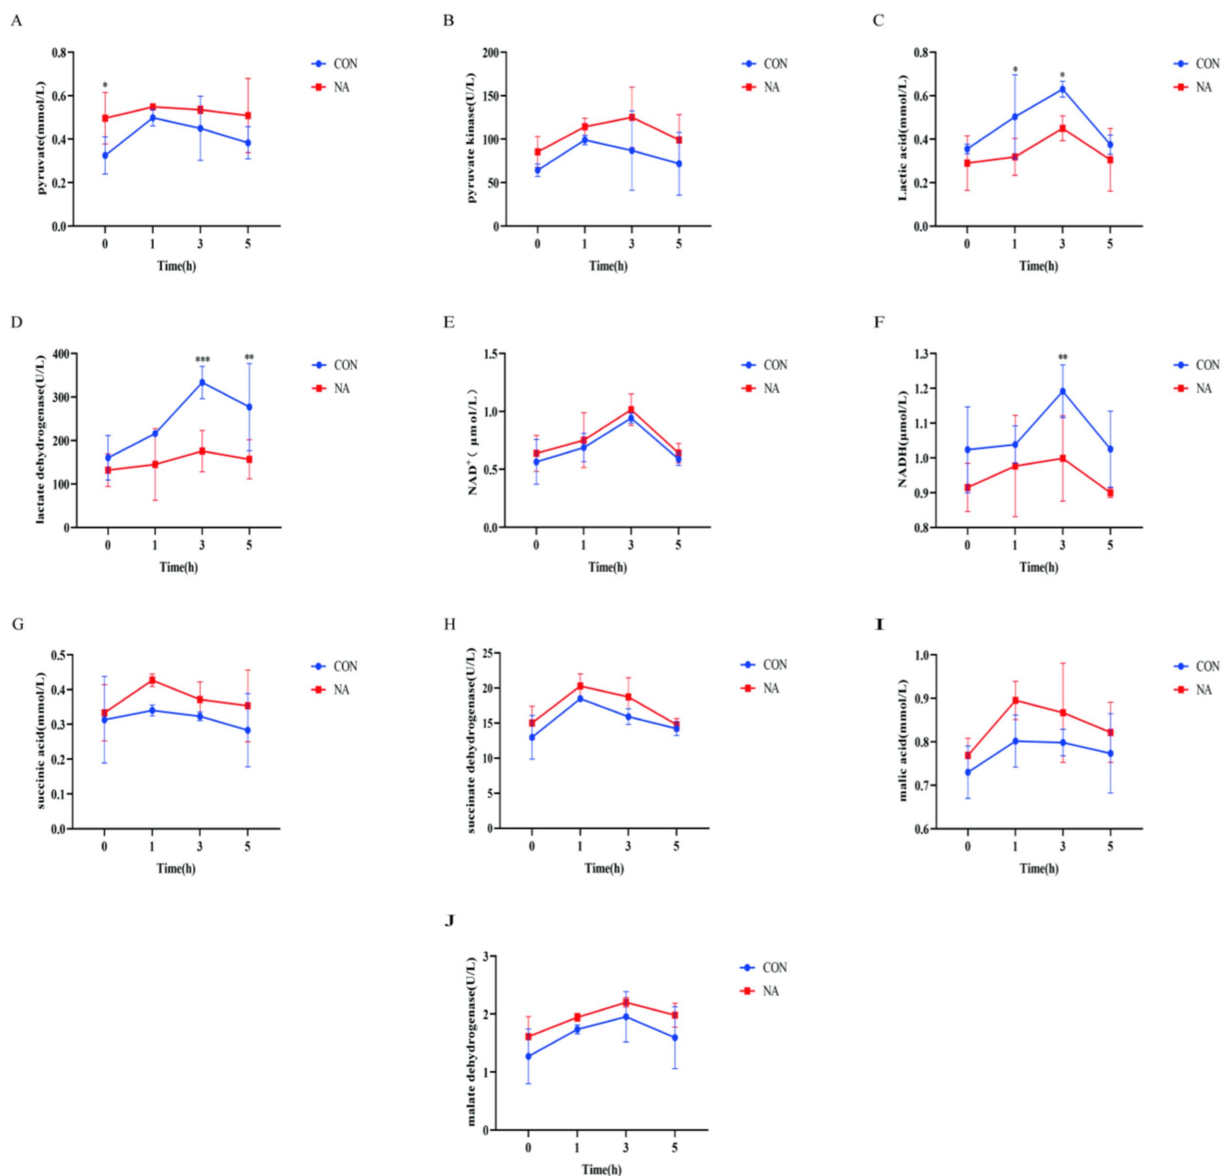 A
pyruvate(mmol/L)
0.8
0.6
0.4
0.2
0.0
*
0 1 3 5
Time(h)
CON
NA
B
pyruvate kinase(U/L)
200
150
100
50
0
0 1 3 5
Time(h)
CON
NA
C
Lactic acid(mmol/L)
0.8
0.6
0.4
0.2
0.0
* *
0 1 3 5
Time(h)
CON
NA
D
lactate dehydrogenase(U/L)
400
300
200
100
0
*** **
0 1 3 5
Time(h)
CON
NA
E
NAD+( μmol/L)
1.5
1.0
0.5
0.0
0 1 3 5
Time(h)
CON
NA
F
NADH(μmol/L)
1.3
1.2
1.1
1.0
0.9
0.8
**
0 1 3 5
Time(h)
CON
NA
G
succinic acid(mmol/L)
0.5
0.4
0.3
0.2
0.1
0.0
0 1 3 5
Time(h)
CON
NA
H
succinate dehydrogenase(U/L)
25
20
15
10
5
0
0 1 3 5
Time(h)
CON
NA
I
malic acid(mmol/L)
1.0
0.9
0.8
0.7
0.6
0 1 3 5
Time(h)
CON
NA
J
malate dehydrogenase(U/L)
3
2
1
0
0 1 3 5
Time(h)
CON
NA